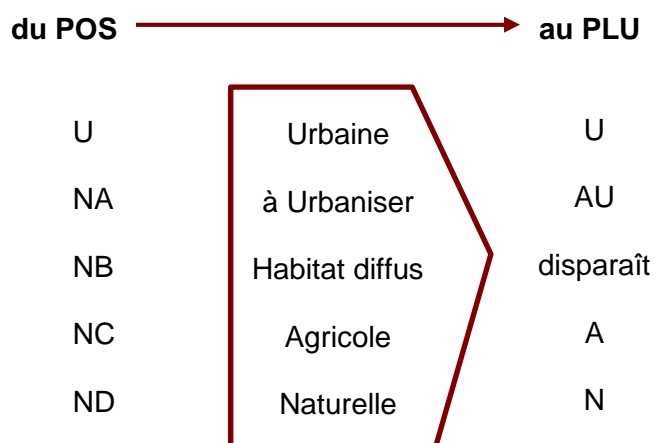 du POS au PLU
U Urbaine U
NA à Urbaniser AU
NB Habitat diffus disparaît
NC Agricole A
ND Naturelle N